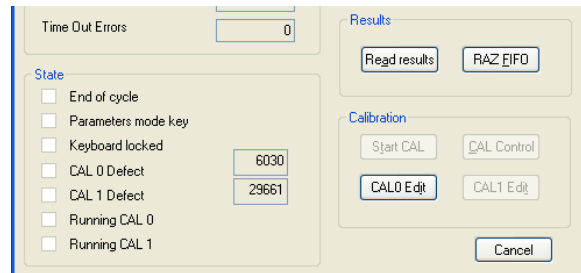 Time Out Errors 0
State
End of cycle
Parameters mode key
Keyboard locked
CAL 0 Defect 6030
CAL 1 Defect 29661
Running CAL 0
Running CAL 1
Results
Read results RAZ FIFO
Calibration
Start CAL CAL Control
CAL0 Edit CAL1 Edit
Cancel